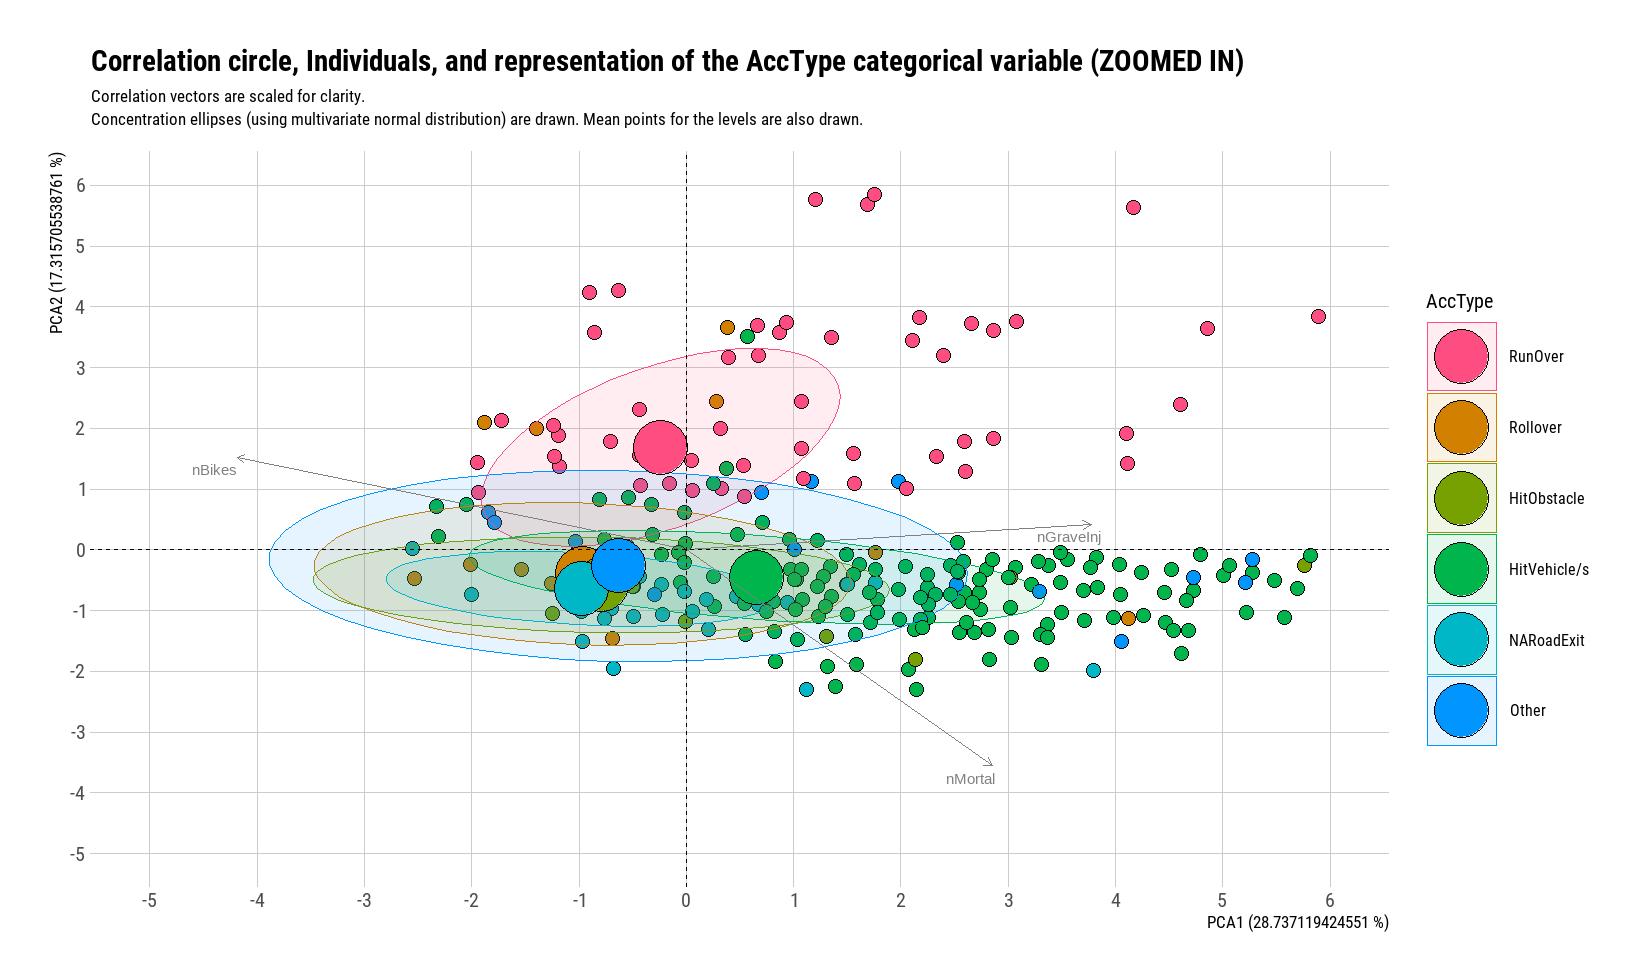 Correlation circle, Individuals, and representation of the AccType categorical variable (ZOOMED IN)
Correlation vectors are scaled for clarity.
Concentration ellipses (using multivariate normal distribution) are drawn. Mean points for the levels are also drawn.
PCA2 (17.3157055538761 %)
6
5
4
3
2
1
0
-1
-2
-3
-4
-5
nBikes
nGraveInj
nMortal
-5
-4
-3
-2
-1
0
1
2
3
4
5
6
PCA1 (28.737119424551 %)
AccType
RunOver
Rollover
HitObstacle
HitVehicle/s
NARoadExit
Other